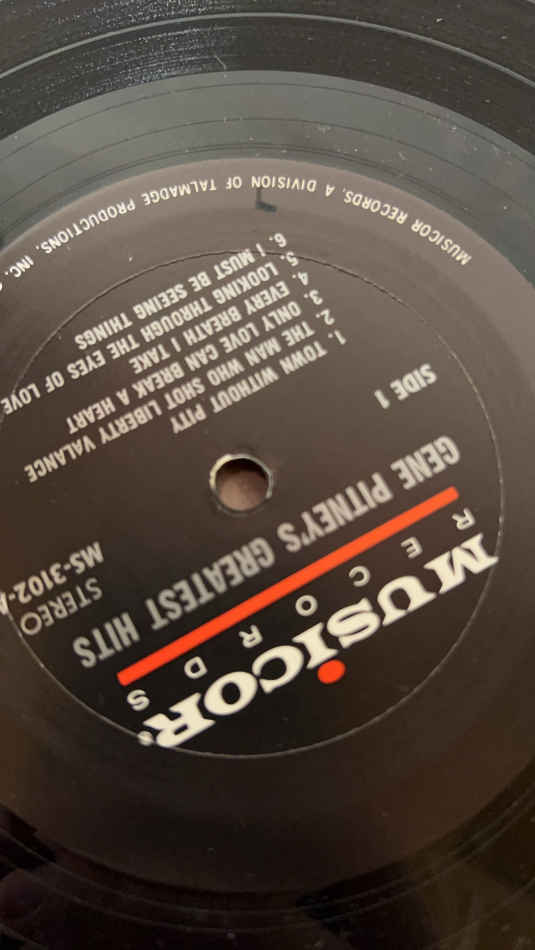 MUSICOR®
RECORDS
GENE PITNEY'S GREATEST HITS
SIDE 1
STEREO
MS-3102-
1. TOWN WITHOUT PITY
2. THE MAN WHO SHOT LIBERTY VALANCE
3. ONLY LOVE CAN BREAK A HEART
4. EVERY BREATH I TAKE
5. LOOKING THROUGH THE EYES OF LOVE
6. I MUST BE SEEING THINGS
MUSICOR RECORDS, A DIVISION OF TALMADGE PRODUCTIONS, INC.